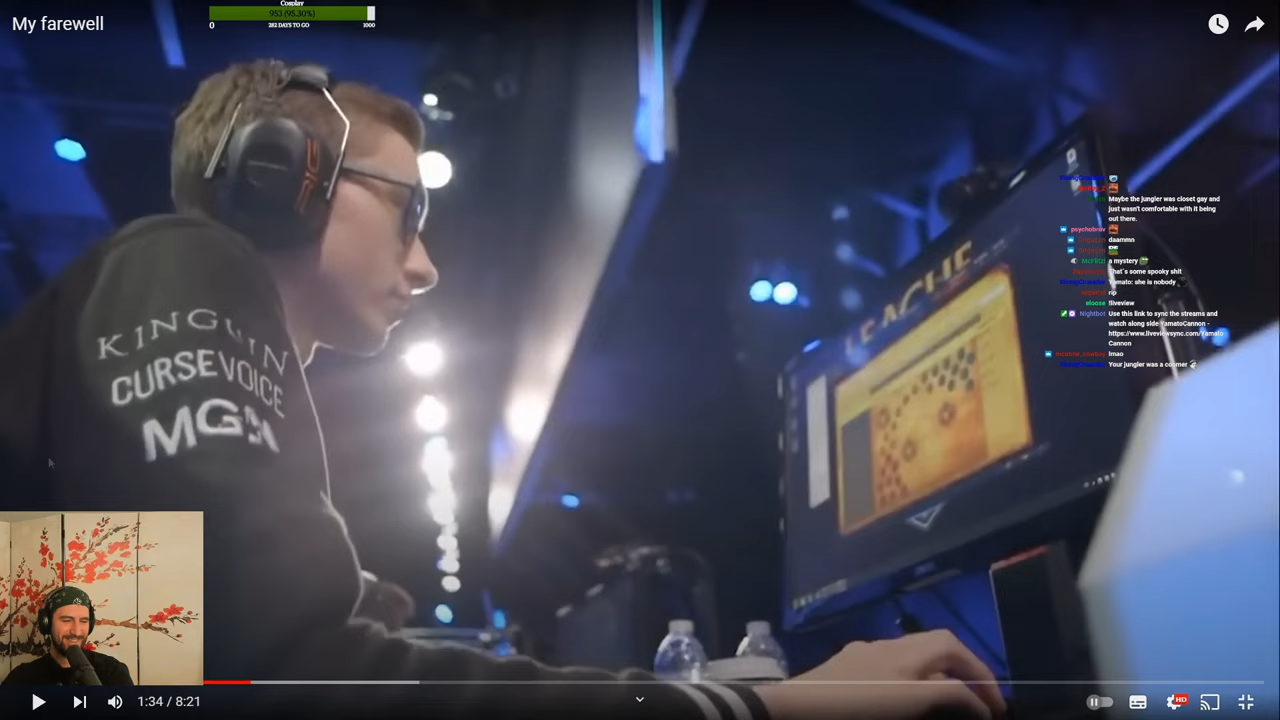 My farewell
Cosplay
953 (95.30%)
0
282 DAYS TO GO
1000
KINGUIN
CURSEVOICE
Maybe the jungler was closet gay and
just wasn't comfortable with it being
out there.
psychobruv
daammn
McFitzi a mystery
That´s some spooky shit
Yamato: she is nobody
rip
eloose !liveview
Nightbot Use this link to sync the streams and
watch along side YamatoCannon -
https://www.liveviewsync.com/Yamato
Cannon
lmao
Your jungler was a coomer
1:34 / 8:21
HD